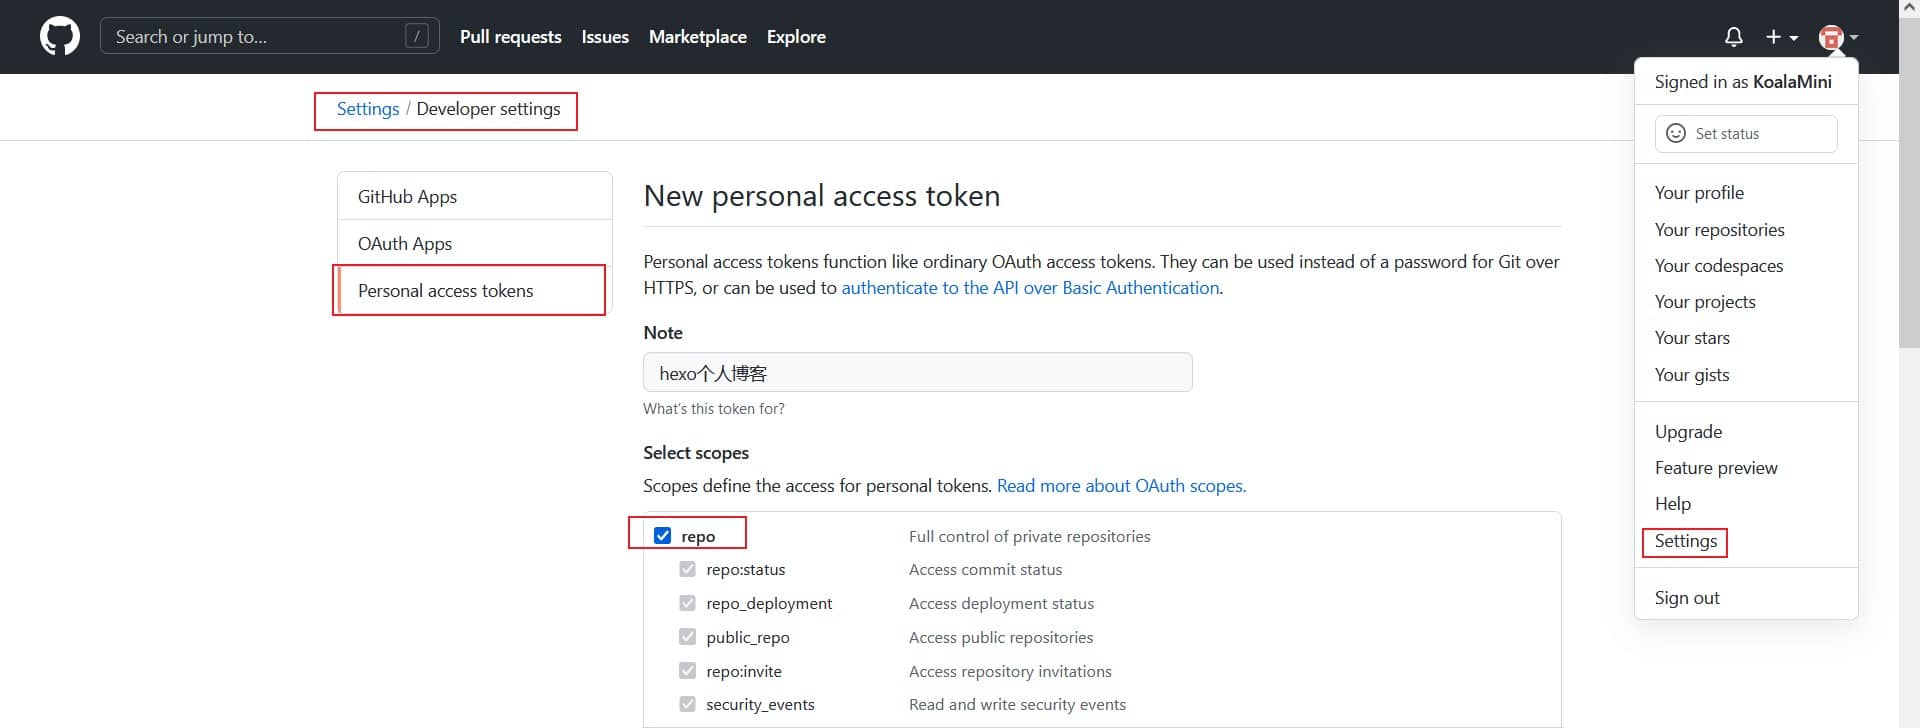 Search or jump to... /
Pull requests Issues Marketplace Explore
Signed in as KoalaMini
Set status
Your profile
Your repositories
Your codespaces
Your projects
Your stars
Your gists
Upgrade
Feature preview
Help
Settings
Sign out
Settings / Developer settings
GitHub Apps
OAuth Apps
Personal access tokens
New personal access token
Personal access tokens function like ordinary OAuth access tokens. They can be used instead of a password for Git over
HTTPS, or can be used to authenticate to the API over Basic Authentication.
Note
hexo个人博客
What's this token for?
Select scopes
Scopes define the access for personal tokens. Read more about OAuth scopes.
repo Full control of private repositories
repo:status Access commit status
repo_deployment Access deployment status
public_repo Access public repositories
repo:invite Access repository invitations
security_events Read and write security events